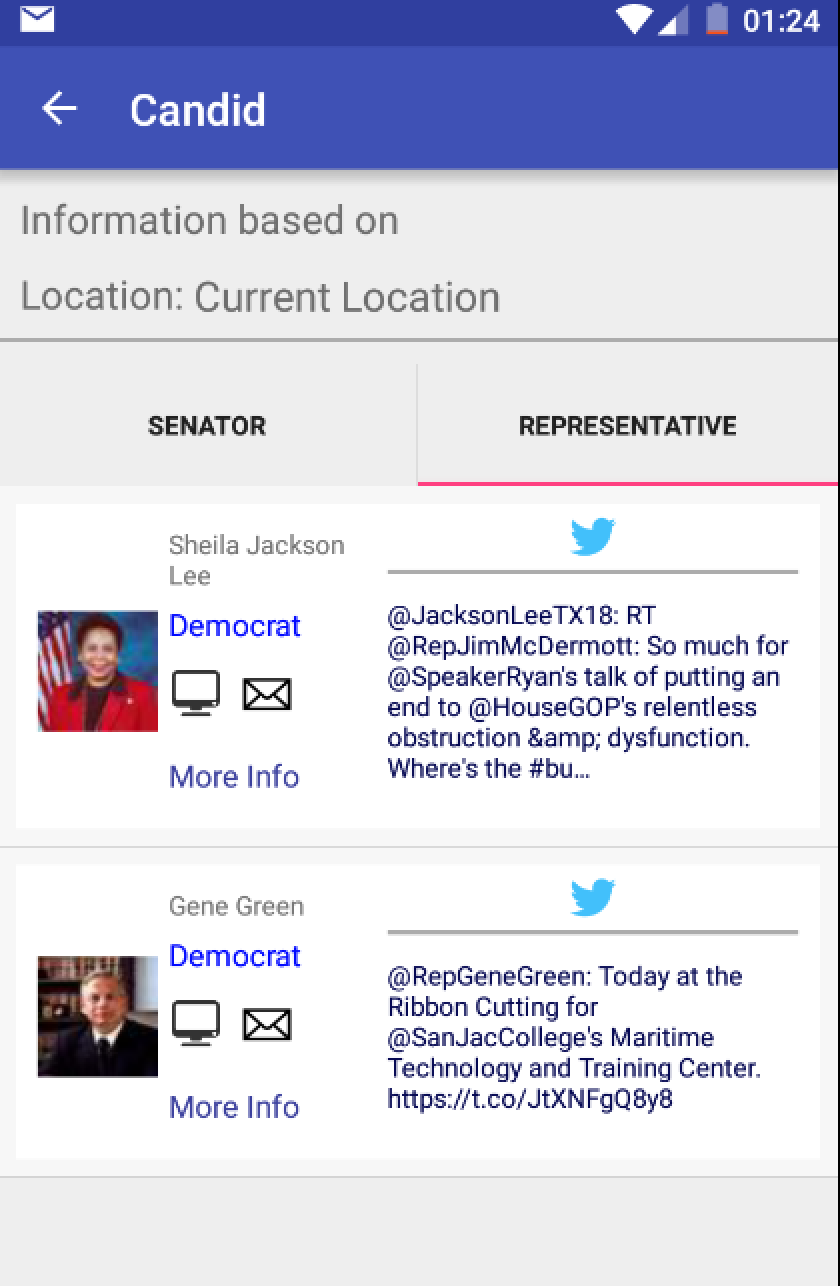 01:24
Candid
Information based on
Location: Current Location
SENATOR
REPRESENTATIVE
Sheila Jackson
Lee
Democrat
More Info
@JacksonLeeTX18: RT
@RepJimMcDermott: So much for
@SpeakerRyan's talk of putting an
end to @HouseGOP's relentless
obstruction &amp; dysfunction.
Where's the #bu…
Gene Green
Democrat
More Info
@RepGeneGreen: Today at the
Ribbon Cutting for
@SanJacCollege's Maritime
Technology and Training Center.
https://t.co/JtXNFgQ8y8